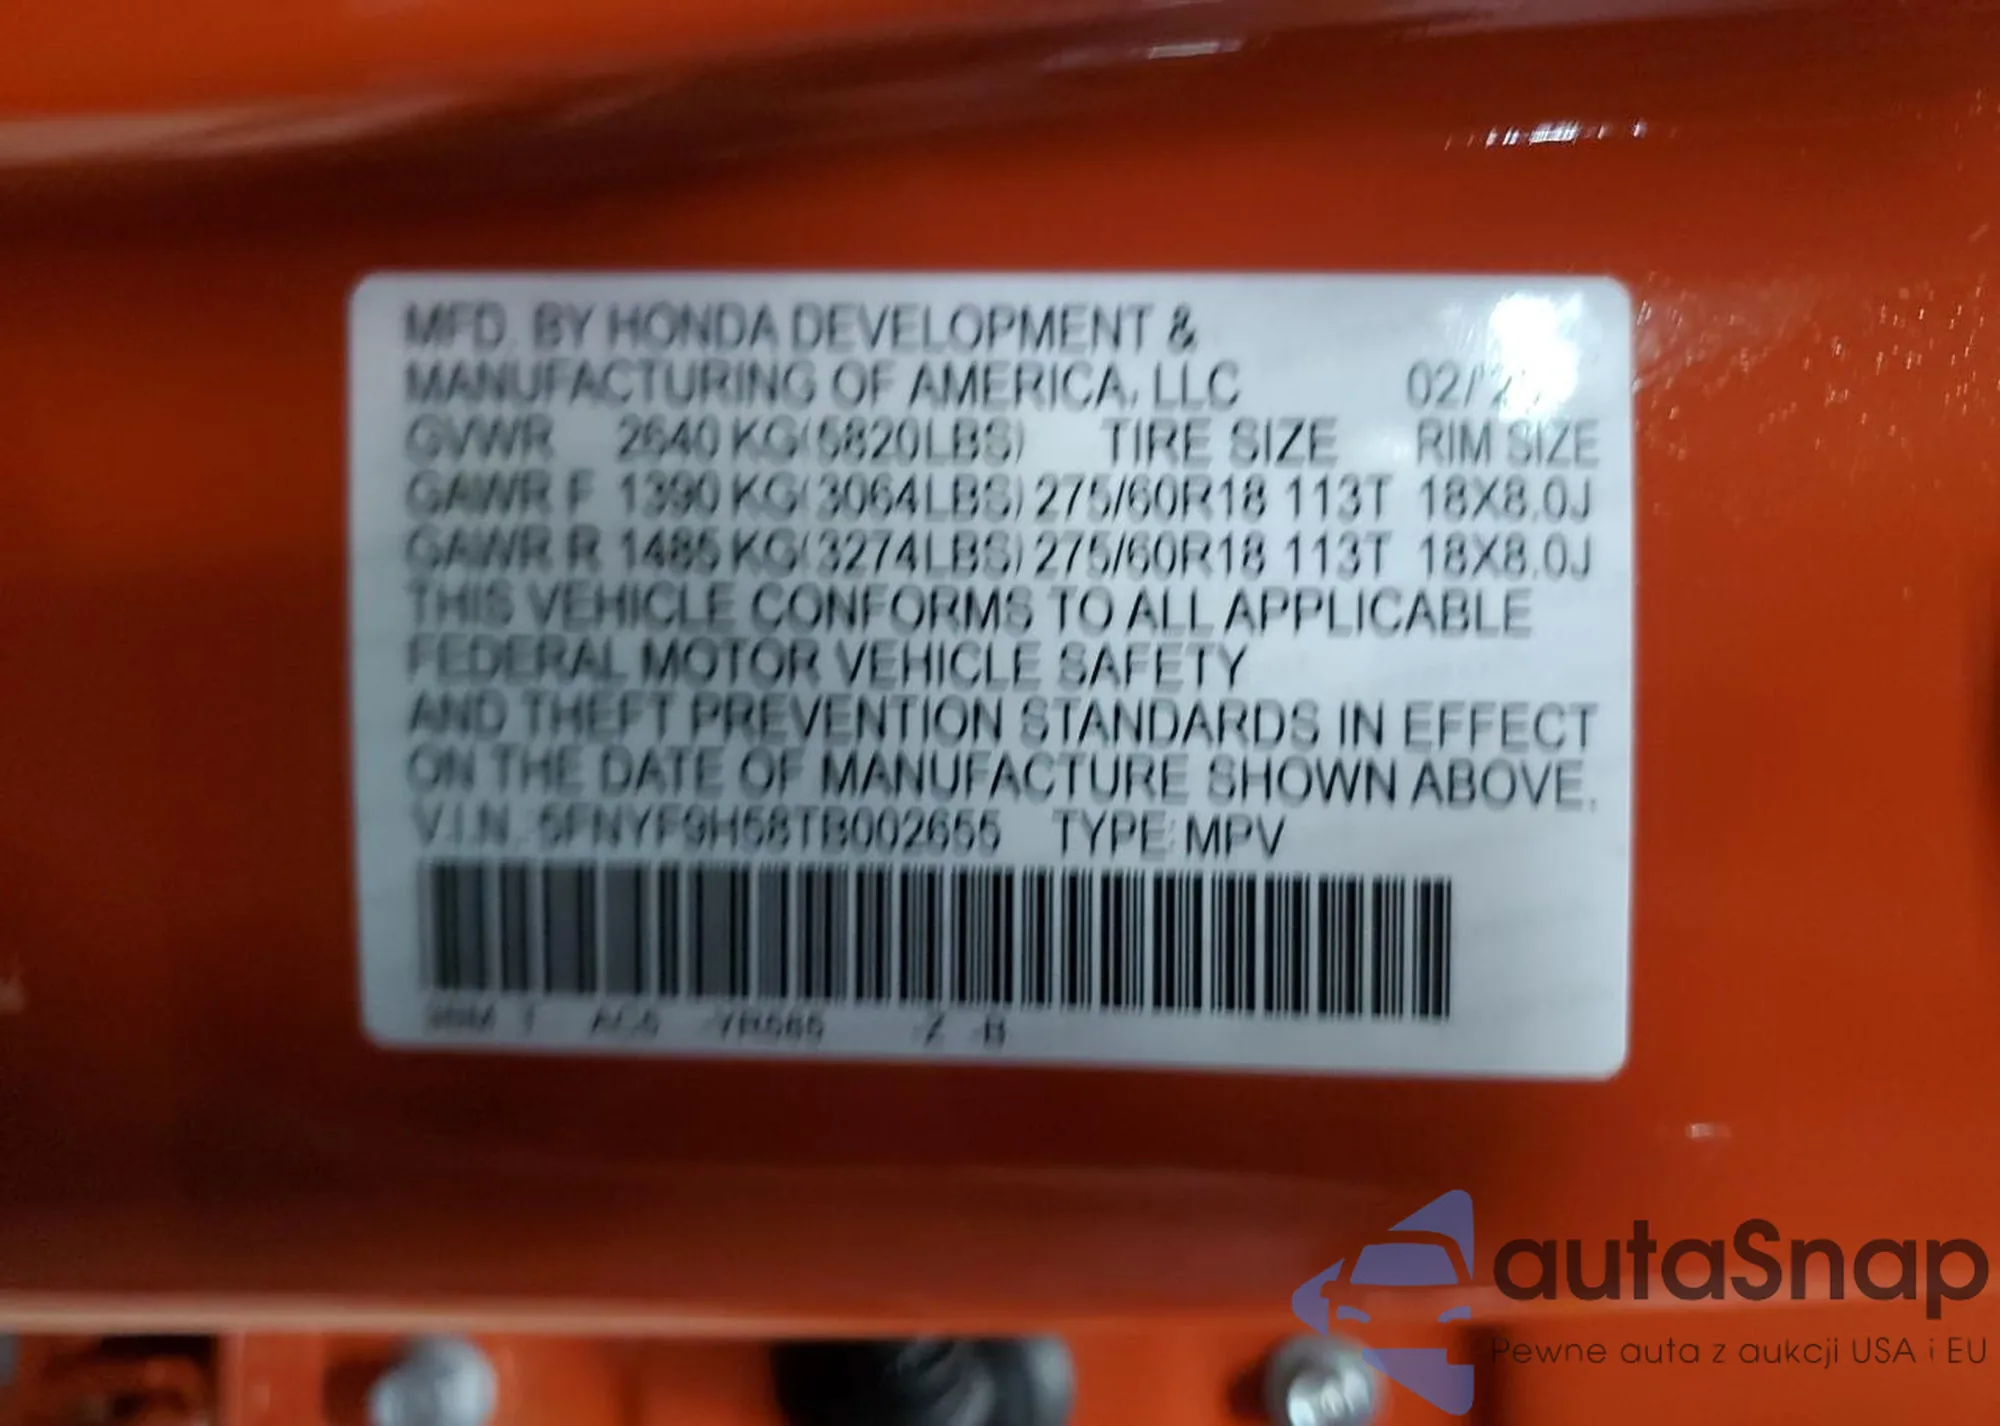 MFD. BY HONDA DEVELOPMENT &
MANUFACTURING OF AMERICA, LLC
GVWR 2640 KG(5820LBS) TIRE SIZE RIM SIZE
GAWR F 1390 KG(3064LBS) 275/60R18 113T 18X8.0J
GAWR R 1485 KG(3274LBS) 275/60R18 113T 18X8.0J
THIS VEHICLE CONFORMS TO ALL APPLICABLE
FEDERAL MOTOR VEHICLE SAFETY
AND THEFT PREVENTION STANDARDS IN EFFECT
ON THE DATE OF MANUFACTURE SHOWN ABOVE.
V.I.N. 5FNYF9H58TB002655 TYPE: MPV
-Z -B
autaSnap
Pewne auta z aukcji USA i EU